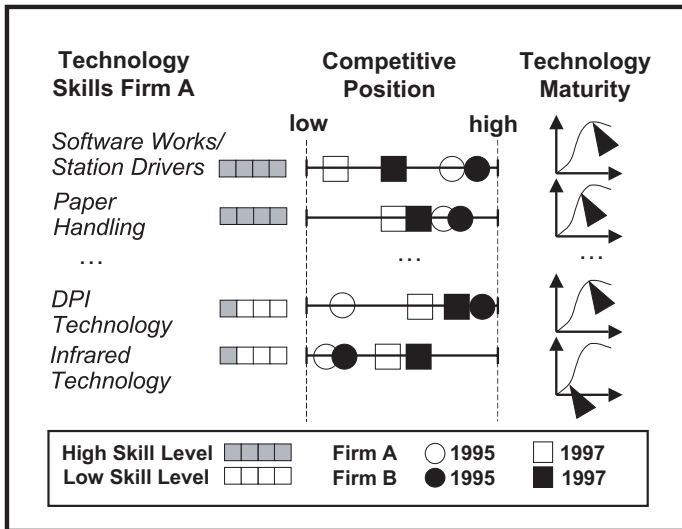 Technology
Skills Firm A
Competitive
Position
Technology
Maturity
low
high
Software Works/
Station Drivers
Paper
Handling
...
...
...
DPI
Technology
Infrared
Technology
High Skill Level
Low Skill Level
Firm A 1995 1997
Firm B 1995 1997